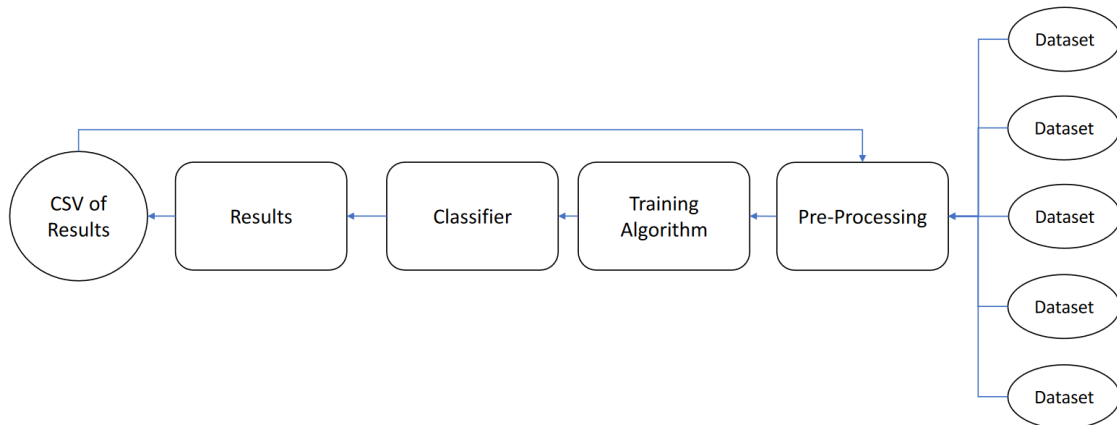 Dataset
Dataset
CSV of
Results
Results
Classifier
Training
Algorithm
Pre-Processing
Dataset
Dataset
Dataset